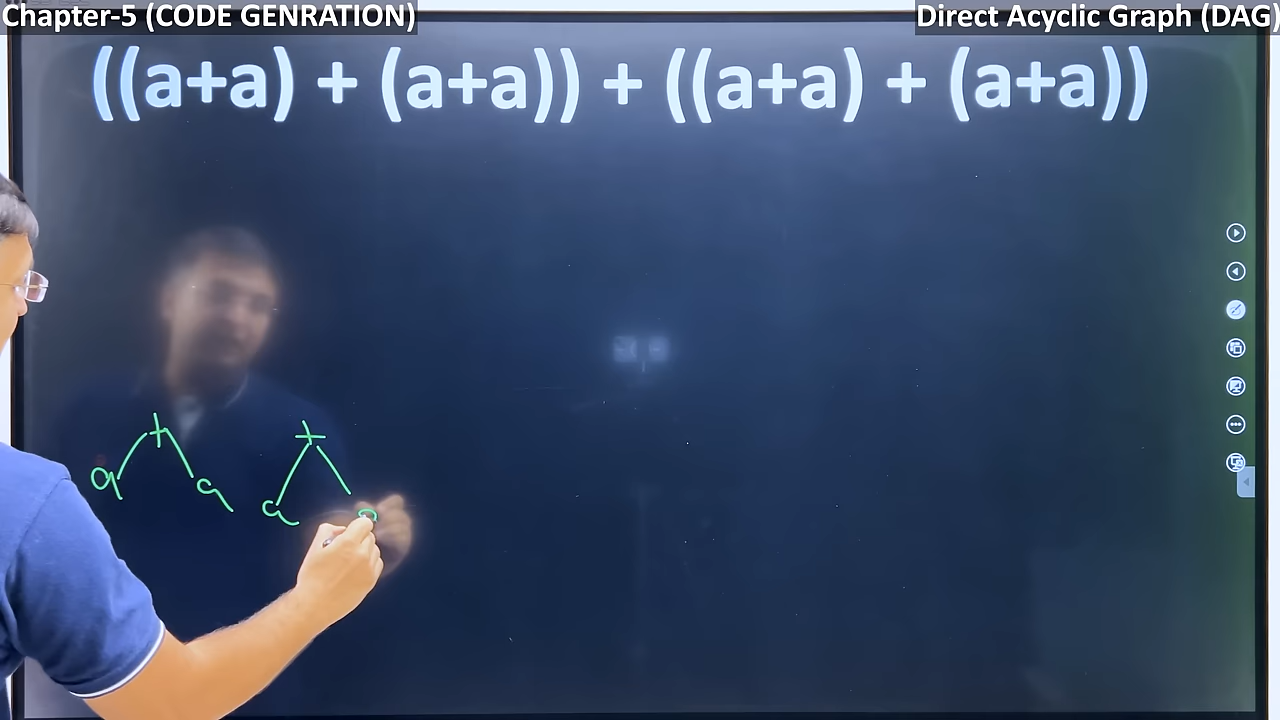 Chapter-5 (CODE GENRATION)
Direct Acyclic Graph (DAG)
((a+a) + (a+a)) + ((a+a) + (a+a))
+ +
a a a